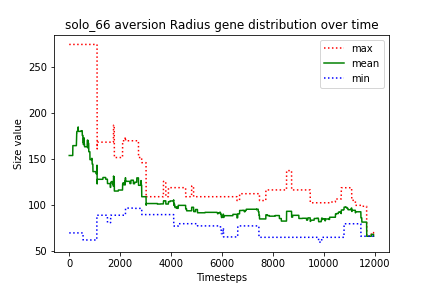 solo_66 aversion Radius gene distribution over time
max
mean
min
Size value
250
200
150
100
50
0
2000
4000
6000
8000
10000
12000
Timesteps